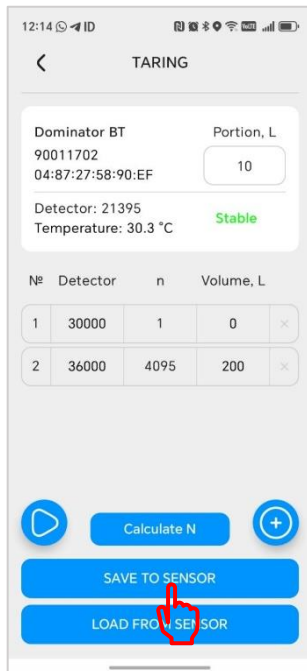 12:14 ID
TARING
Dominator BT
Portion, L
90011702
04:87:27:58:90:EF
10
Detector: 21395
Temperature: 30.3 °C
Stable
№ Detector n Volume, L
1 30000 1 0 ×
2 36000 4095 200 ×
Calculate N
SAVE TO SENSOR
LOAD FROM SENSOR